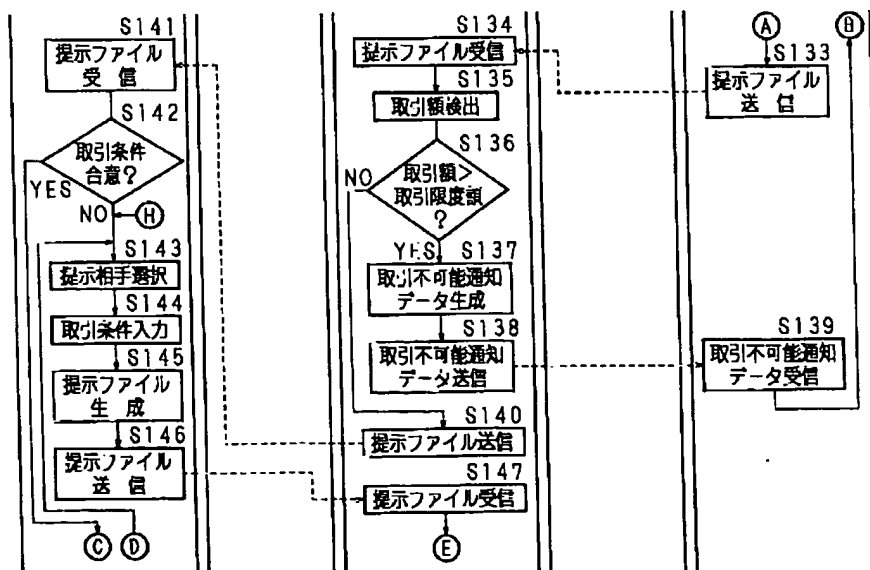 S141
提示ファイル
受 信
S142
取引条件
合意?
YES
NO
H
S143
提示相手選択
S144
取引条件入力
S145
提示ファイル
生 成
S146
提示ファイル
送 信
C
D
S134
提示ファイル受信
S135
取引額検出
S136
取引額>
取引限度額
?
NO
YES
S137
取引不可能通知
データ生成
S138
取引不可能通知
データ送信
S140
提示ファイル送信
S147
提示ファイル受信
E
A
B
S133
提示ファイル
送 信
S139
取引不可能通知
データ受信